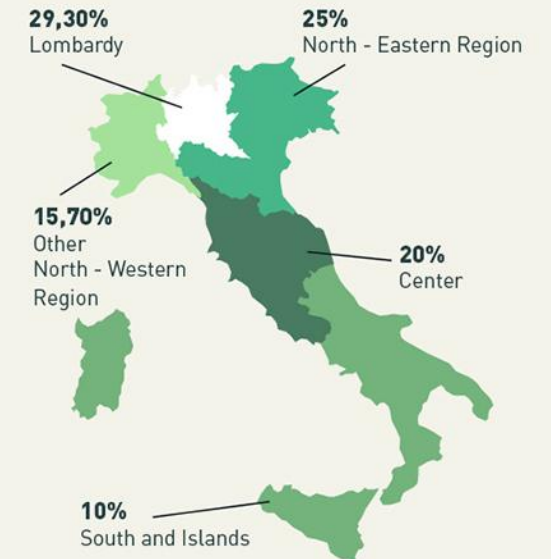 29,30%
Lombardy
25%
North - Eastern Region
15,70%
Other
North - Western
Region
20%
Center
10%
South and Islands